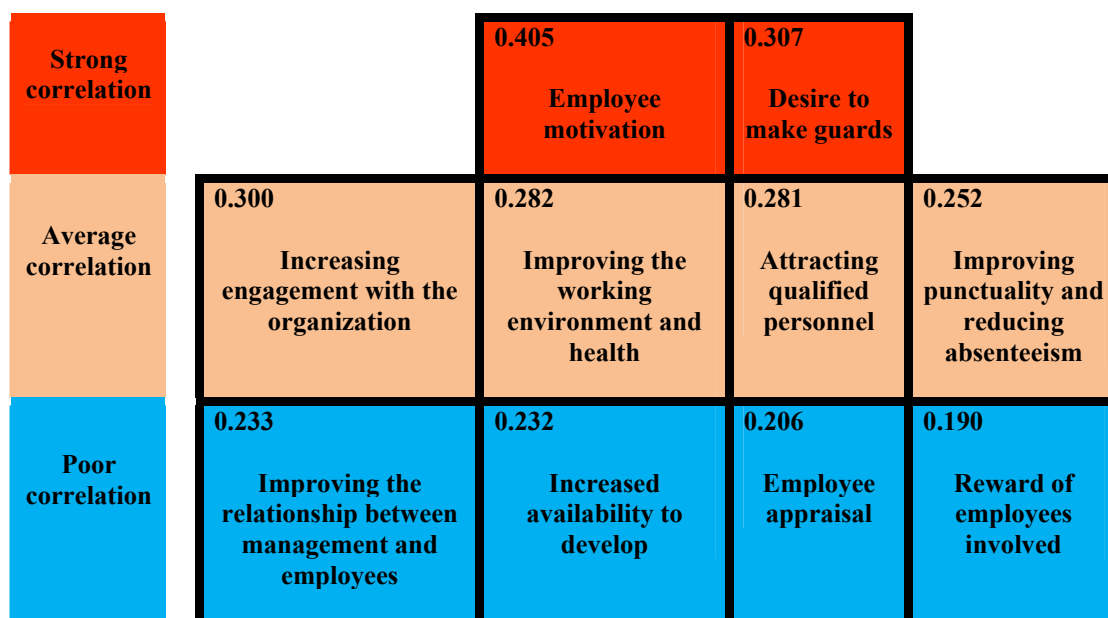 Strong
correlation
0.405
Employee
motivation
0.307
Desire to
make guards
Average
correlation
0.300
Increasing
engagement with the
organization
0.282
Improving the
working
environment and
health
0.281
Attracting
qualified
personnel
0.252
Improving
punctuality and
reducing
absenteeism
Poor
correlation
0.233
Improving the
relationship between
management and
employees
0.232
Increased
availability to
develop
0.206
Employee
appraisal
0.190
Reward of
employees
involved